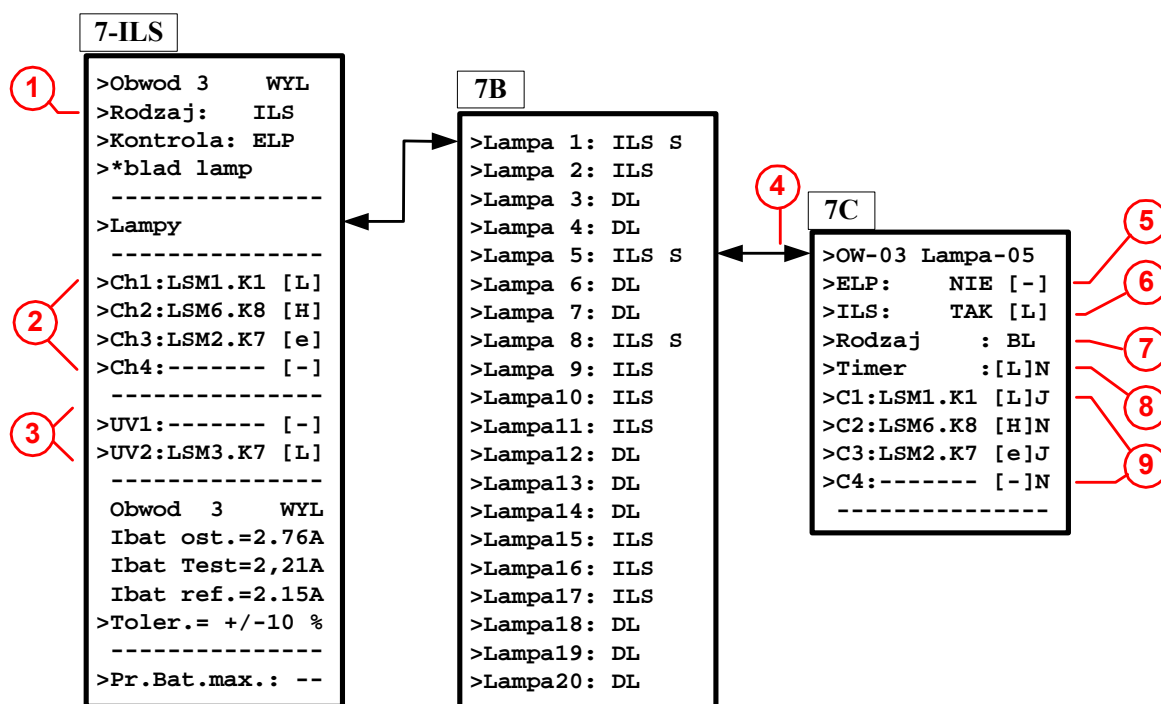 7-ILS
>Obwod 3 WYL
>Rodzaj: ILS
>Kontrola: ELP
>*blad lamp
---------------
>Lampy
---------------
>Ch1:LSM1.K1 [L]
>Ch2:LSM6.K8 [H]
>Ch3:LSM2.K7 [e]
>Ch4:------- [-]
---------------
>UV1:------- [-]
>UV2:LSM3.K7 [L]
---------------
Obwod 3 WYL
Ibat ost.=2.76A
Ibat Test=2,21A
Ibat ref.=2.15A
>Toler.= +/-10 %
---------------
>Pr.Bat.max.: --
1
2
3
7B
>Lampa 1: ILS S
>Lampa 2: ILS
>Lampa 3: DL
>Lampa 4: DL
>Lampa 5: ILS S
>Lampa 6: DL
>Lampa 7: DL
>Lampa 8: ILS S
>Lampa 9: ILS
>Lampa10: ILS
>Lampa11: ILS
>Lampa12: DL
>Lampa13: DL
>Lampa14: DL
>Lampa15: ILS
>Lampa16: ILS
>Lampa17: ILS
>Lampa18: DL
>Lampa19: DL
>Lampa20: DL
4
7C
>OW-03 Lampa-05
>ELP: NIE [-]
>ILS: TAK [L]
>Rodzaj : BL
>Timer :[L]N
>C1:LSM1.K1 [L]J
>C2:LSM6.K8 [H]N
>C3:LSM2.K7 [e]J
>C4:------- [-]N
---------------
5
6
7
8
9